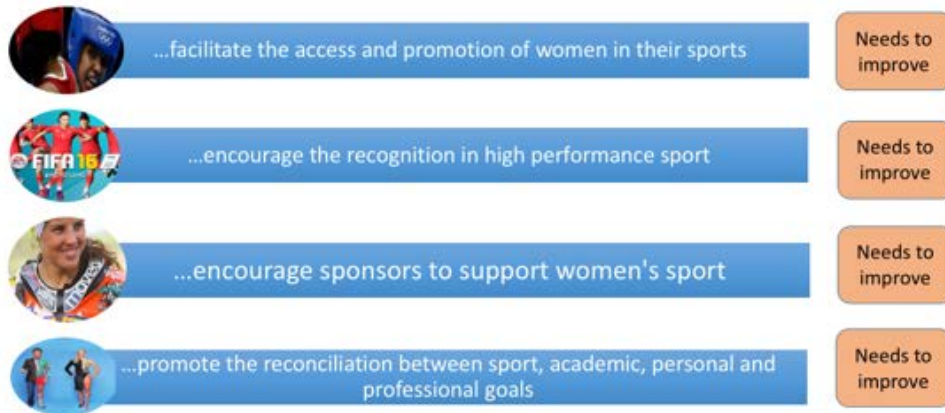 ...facilitate the access and promotion of women in their sports
Needs to
improve
FIFA 16
...encourage the recognition in high performance sport
Needs to
improve
...encourage sponsors to support women's sport
Needs to
improve
...promote the reconciliation between sport, academic, personal and
professional goals
Needs to
improve